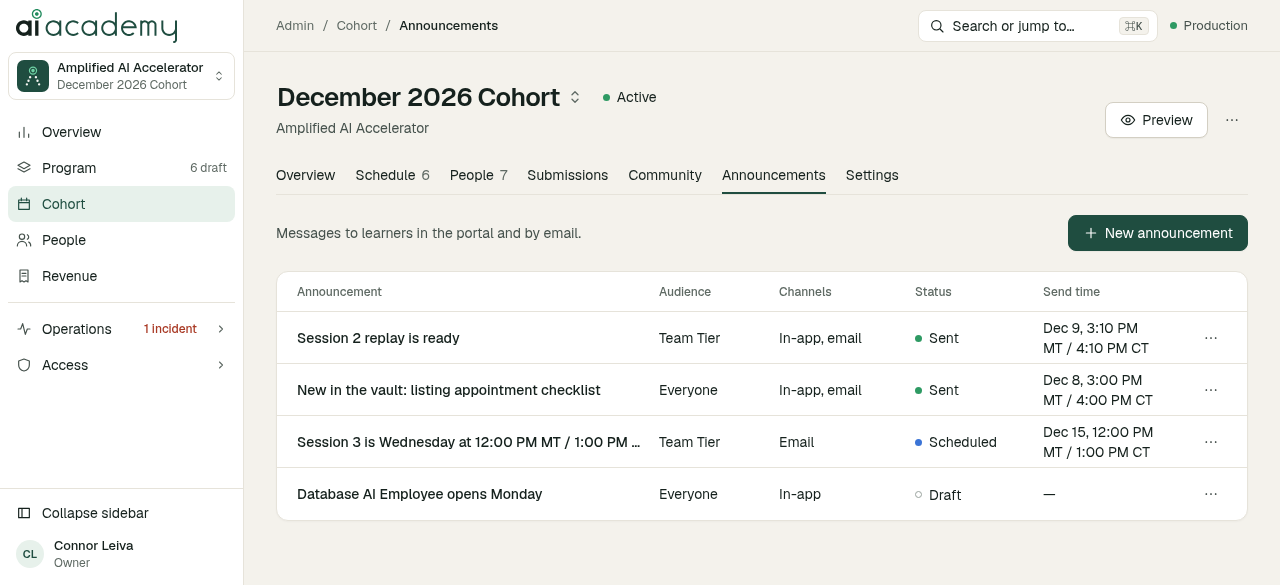 ai academy
Amplified AI Accelerator
December 2026 Cohort
Overview
Program 6 draft
Cohort
People
Revenue
Operations 1 incident
Access
Collapse sidebar
CL
Connor Leiva
Owner
Admin / Cohort / Announcements
Search or jump to… ⌘K
Production
December 2026 Cohort
Active
Amplified AI Accelerator
Preview
Overview Schedule 6 People 7 Submissions Community Announcements Settings
Messages to learners in the portal and by email.
New announcement
Announcement Audience Channels Status Send time
Session 2 replay is ready Team Tier In-app, email Sent Dec 9, 3:10 PM
MT / 4:10 PM CT
New in the vault: listing appointment checklist Everyone In-app, email Sent Dec 8, 3:00 PM
MT / 4:00 PM CT
Session 3 is Wednesday at 12:00 PM MT / 1:00 PM … Team Tier Email Scheduled Dec 15, 12:00 PM
MT / 1:00 PM CT
Database AI Employee opens Monday Everyone In-app Draft —